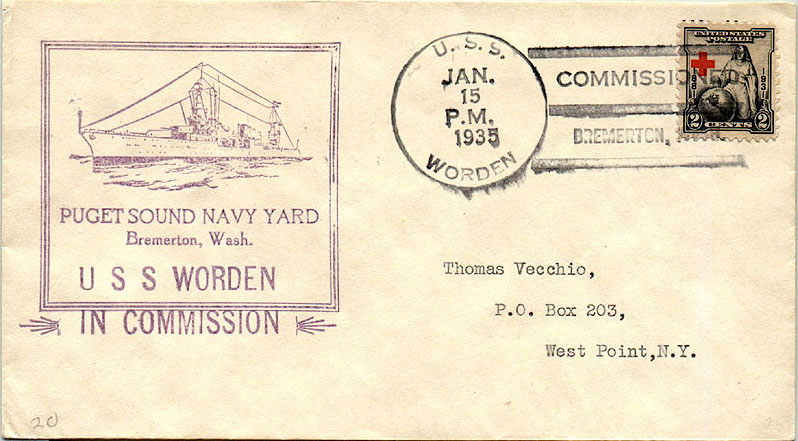 PUGET SOUND NAVY YARD
Bremerton, Wash.
U S S WORDEN
IN COMMISSION
U. S. S.
JAN.
15
P.M.
1935
WORDEN
COMMISSIONED
BREMERTON,
UNITED STATES
POSTAGE
1881
1931
2 CENTS 2
Thomas Vecchio,
P.O. Box 203,
West Point,N.Y.
20